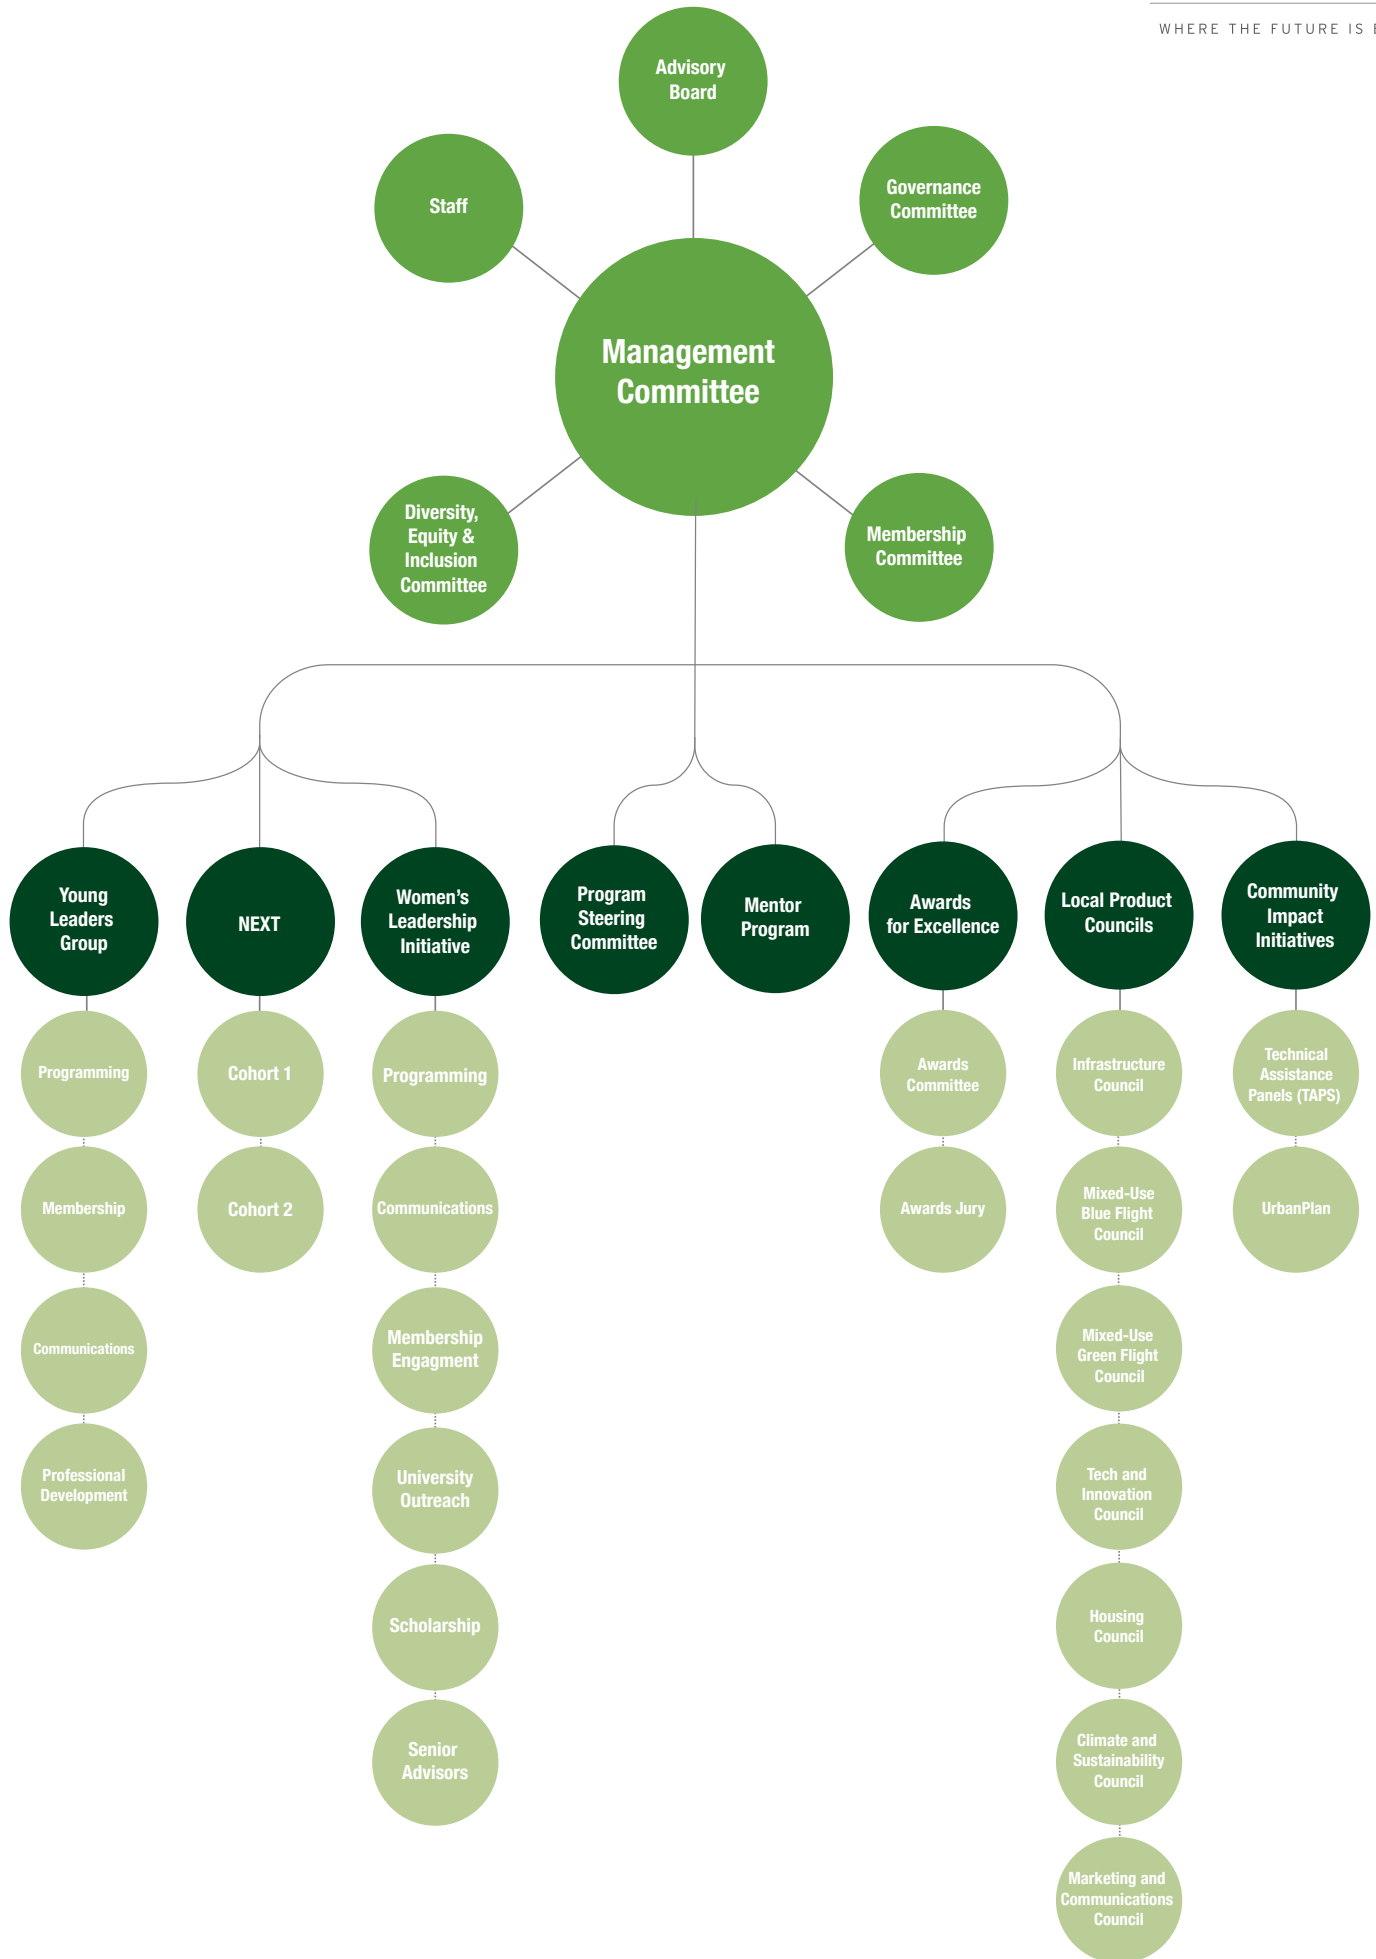 WHERE THE FUTURE IS
Advisory
Board
Staff
Governance
Committee
Management
Committee
Diversity,
Equity &
Inclusion
Committee
Membership
Committee
Young
Leaders
Group
NEXT
Women's
Leadership
Initiative
Program
Steering
Committee
Mentor
Program
Awards
for Excellence
Local Product
Councils
Community
Impact
Initiatives
Programming
Membership
Communications
Professional
Development
Cohort 1
Cohort 2
Programming
Communications
Membership
Engagment
University
Outreach
Scholarship
Senior
Advisors
Awards
Committee
Awards Jury
Infrastructure
Council
Mixed-Use
Blue Flight
Council
Mixed-Use
Green Flight
Council
Tech and
Innovation
Council
Housing
Council
Climate and
Sustainability
Council
Marketing and
Communications
Council
Technical
Assistance
Panels (TAPS)
UrbanPlan